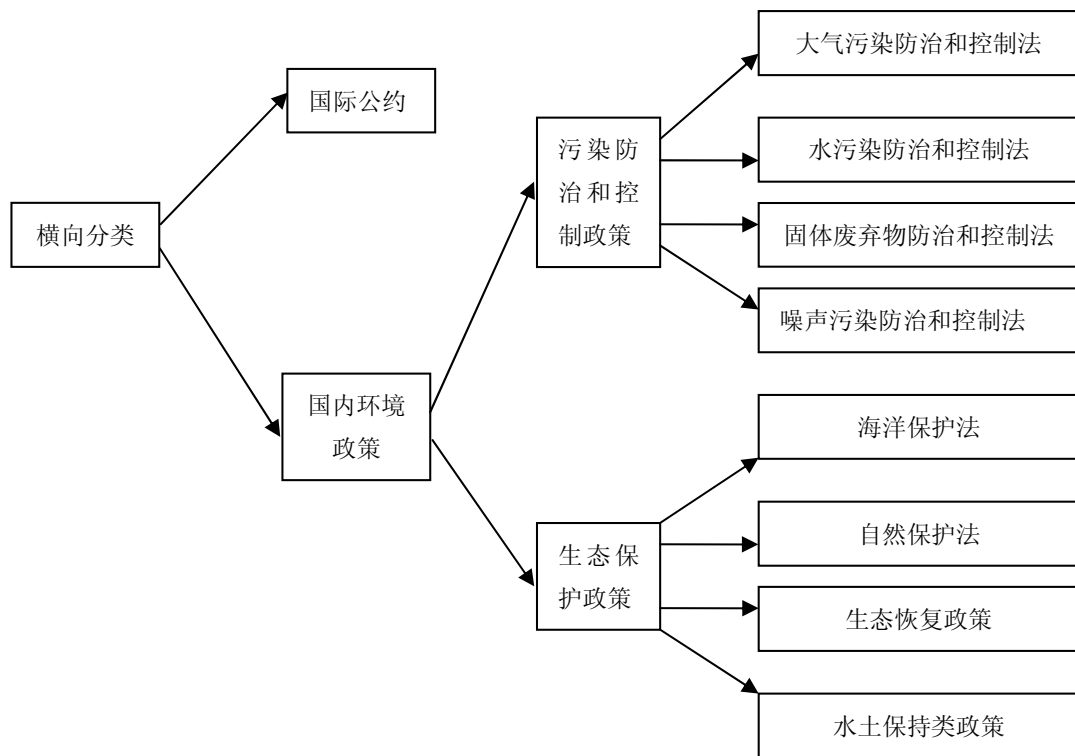 大气污染防治和控制法
国际公约
污染防
治和控
制政策
水污染防治和控制法
横向分类
固体废弃物防治和控制法
噪声污染防治和控制法
国内环境
政策
海洋保护法
生态保
护政策
自然保护法
生态恢复政策
水土保持类政策